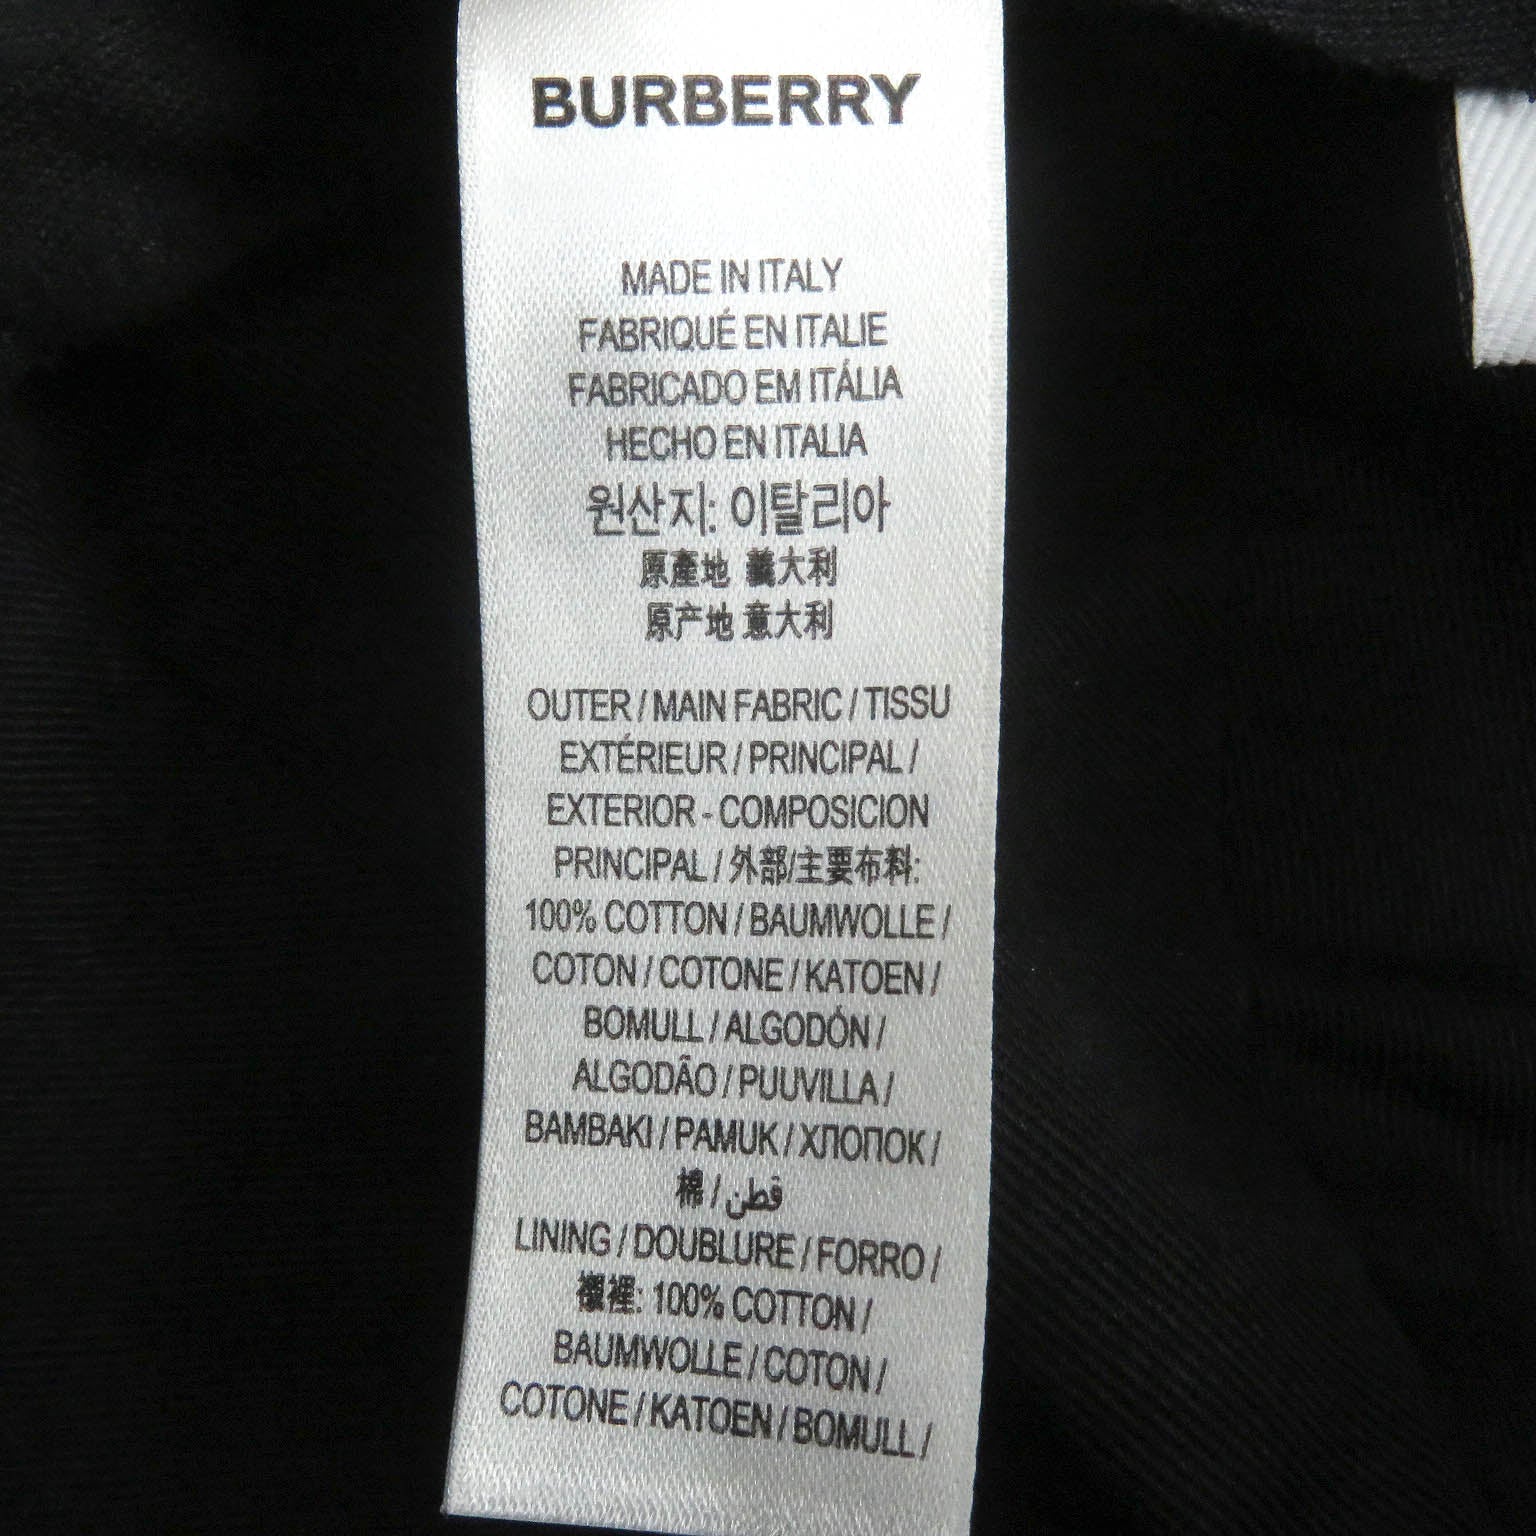 BURBERRY
MADE IN ITALY
FABRIQUÉ EN ITALIE
FABRICADO EM ITÁLIA
HECHO EN ITALIA
원산지: 이탈리아
原產地 義大利
原产地 意大利
OUTER / MAIN FABRIC / TISSU
EXTÉRIEUR / PRINCIPAL /
EXTERIOR - COMPOSICION
PRINCIPAL / 外部/主要布料:
100% COTTON / BAUMWOLLE /
COTON / COTONE / KATOEN /
BOMULL / ALGODÓN /
ALGODÃO / PUUVILLA /
BAMBAKI / PAMUK / ХЛОПОК /
棉 / قطن
LINING / DOUBLURE / FORRO /
襯裡: 100% COTTON /
BAUMWOLLE / COTON /
COTONE / KATOEN / BOMULL /